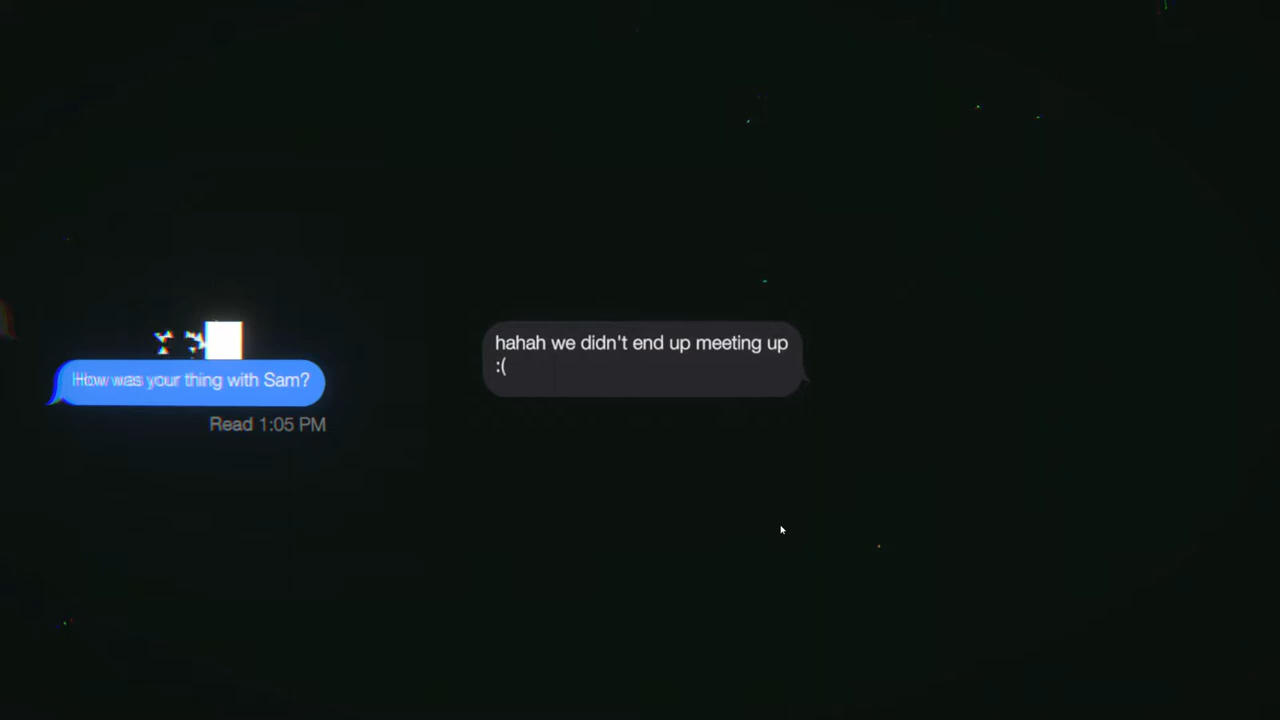 How was your thing with Sam?
Read 1:05 PM
hahah we didn't end up meeting up
:(